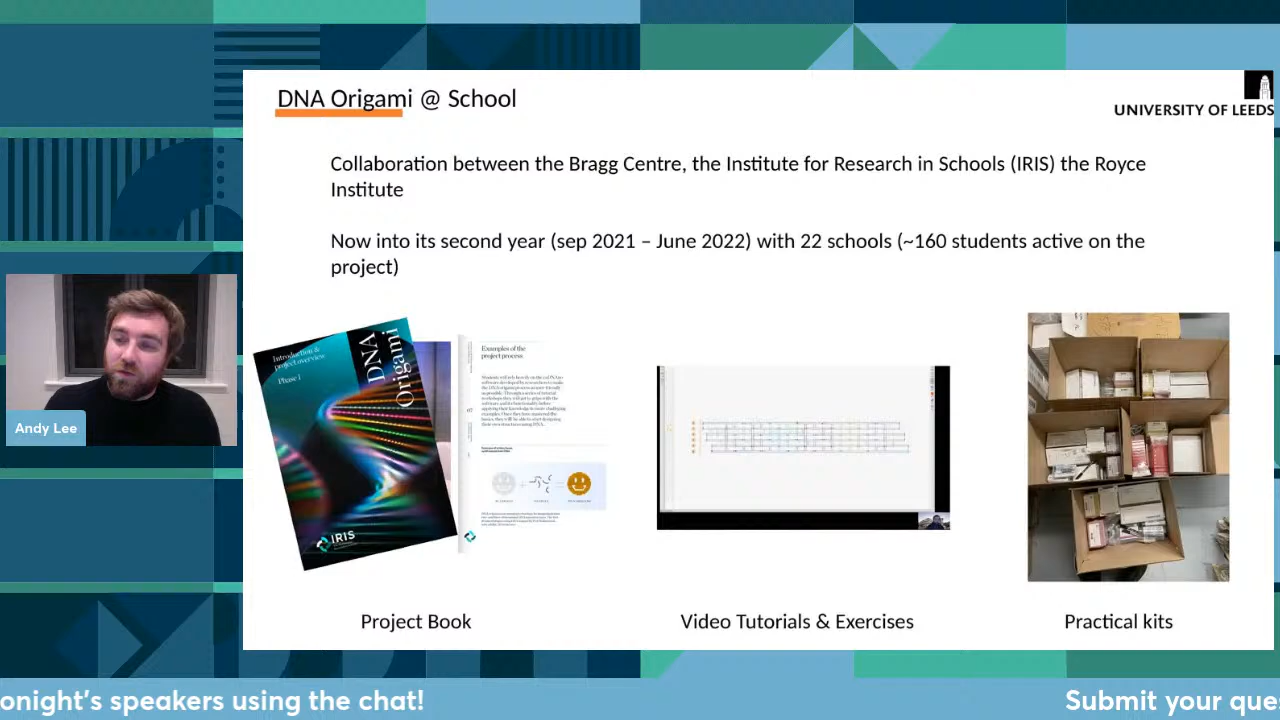 DNA Origami @ School
UNIVERSITY OF LEEDS
Collaboration between the Bragg Centre, the Institute for Research in Schools (IRIS) the Royce
Institute
Now into its second year (sep 2021 – June 2022) with 22 schools (~160 students active on the
project)
Andy Lee
Introduction &
project overview
Phase 1
DNA
Origami
IRIS
Examples of the
project process
Project Book
Video Tutorials & Exercises
Practical kits
onight's speakers using the chat!
Submit your que